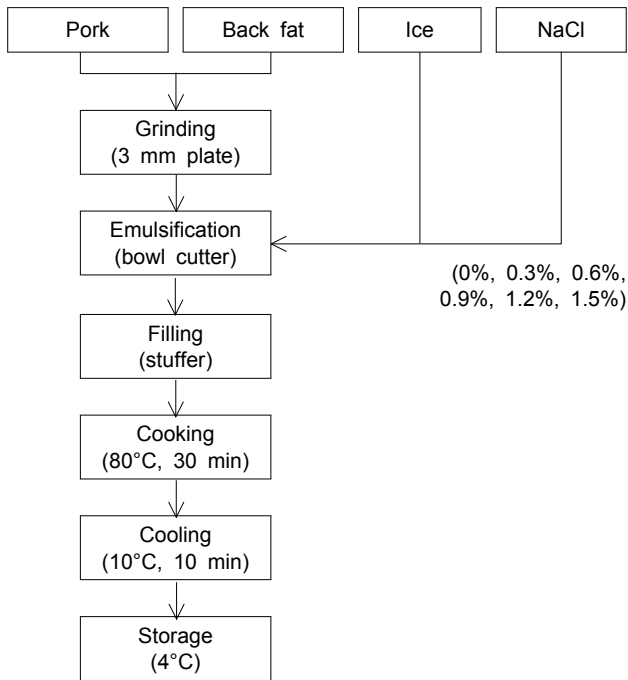 Pork
Back fat
Ice
NaCl
Grinding
(3 mm plate)
Emulsification
(bowl cutter)
(0%, 0.3%, 0.6%,
0.9%, 1.2%, 1.5%)
Filling
(stuffer)
Cooking
(80°C, 30 min)
Cooling
(10°C, 10 min)
Storage
(4°C)